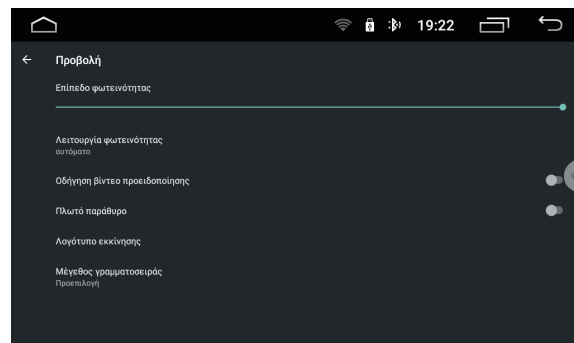 19:22
Προβολή
Επίπεδο φωτεινότητας
Λειτουργία φωτεινότητας
αυτόματο
Οδήγηση βίντεο προειδοποίησης
Πλωτό παράθυρο
Λογότυπο εκκίνησης
Μέγεθος γραμματοσειράς
Προεπιλογή